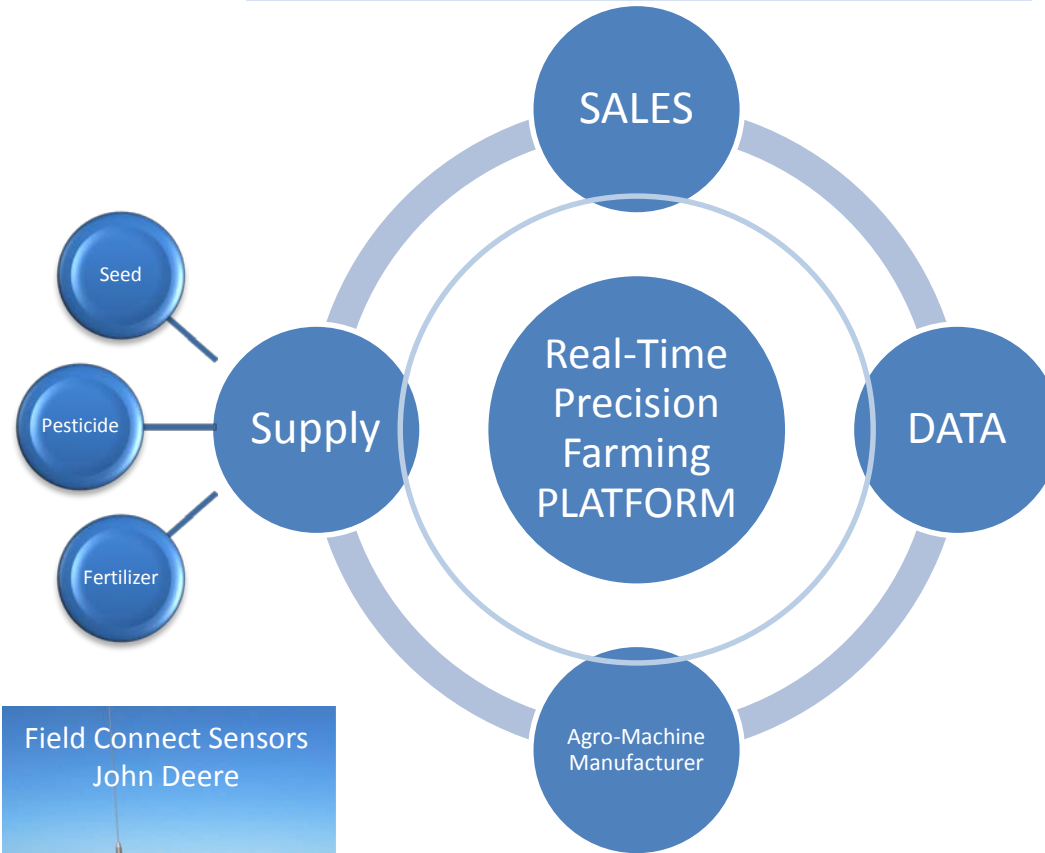 SALES
Seed
Pesticide
Fertilizer
Supply
Real-Time
Precision
Farming
PLATFORM
DATA
Agro-Machine
Manufacturer
Field Connect Sensors
John Deere